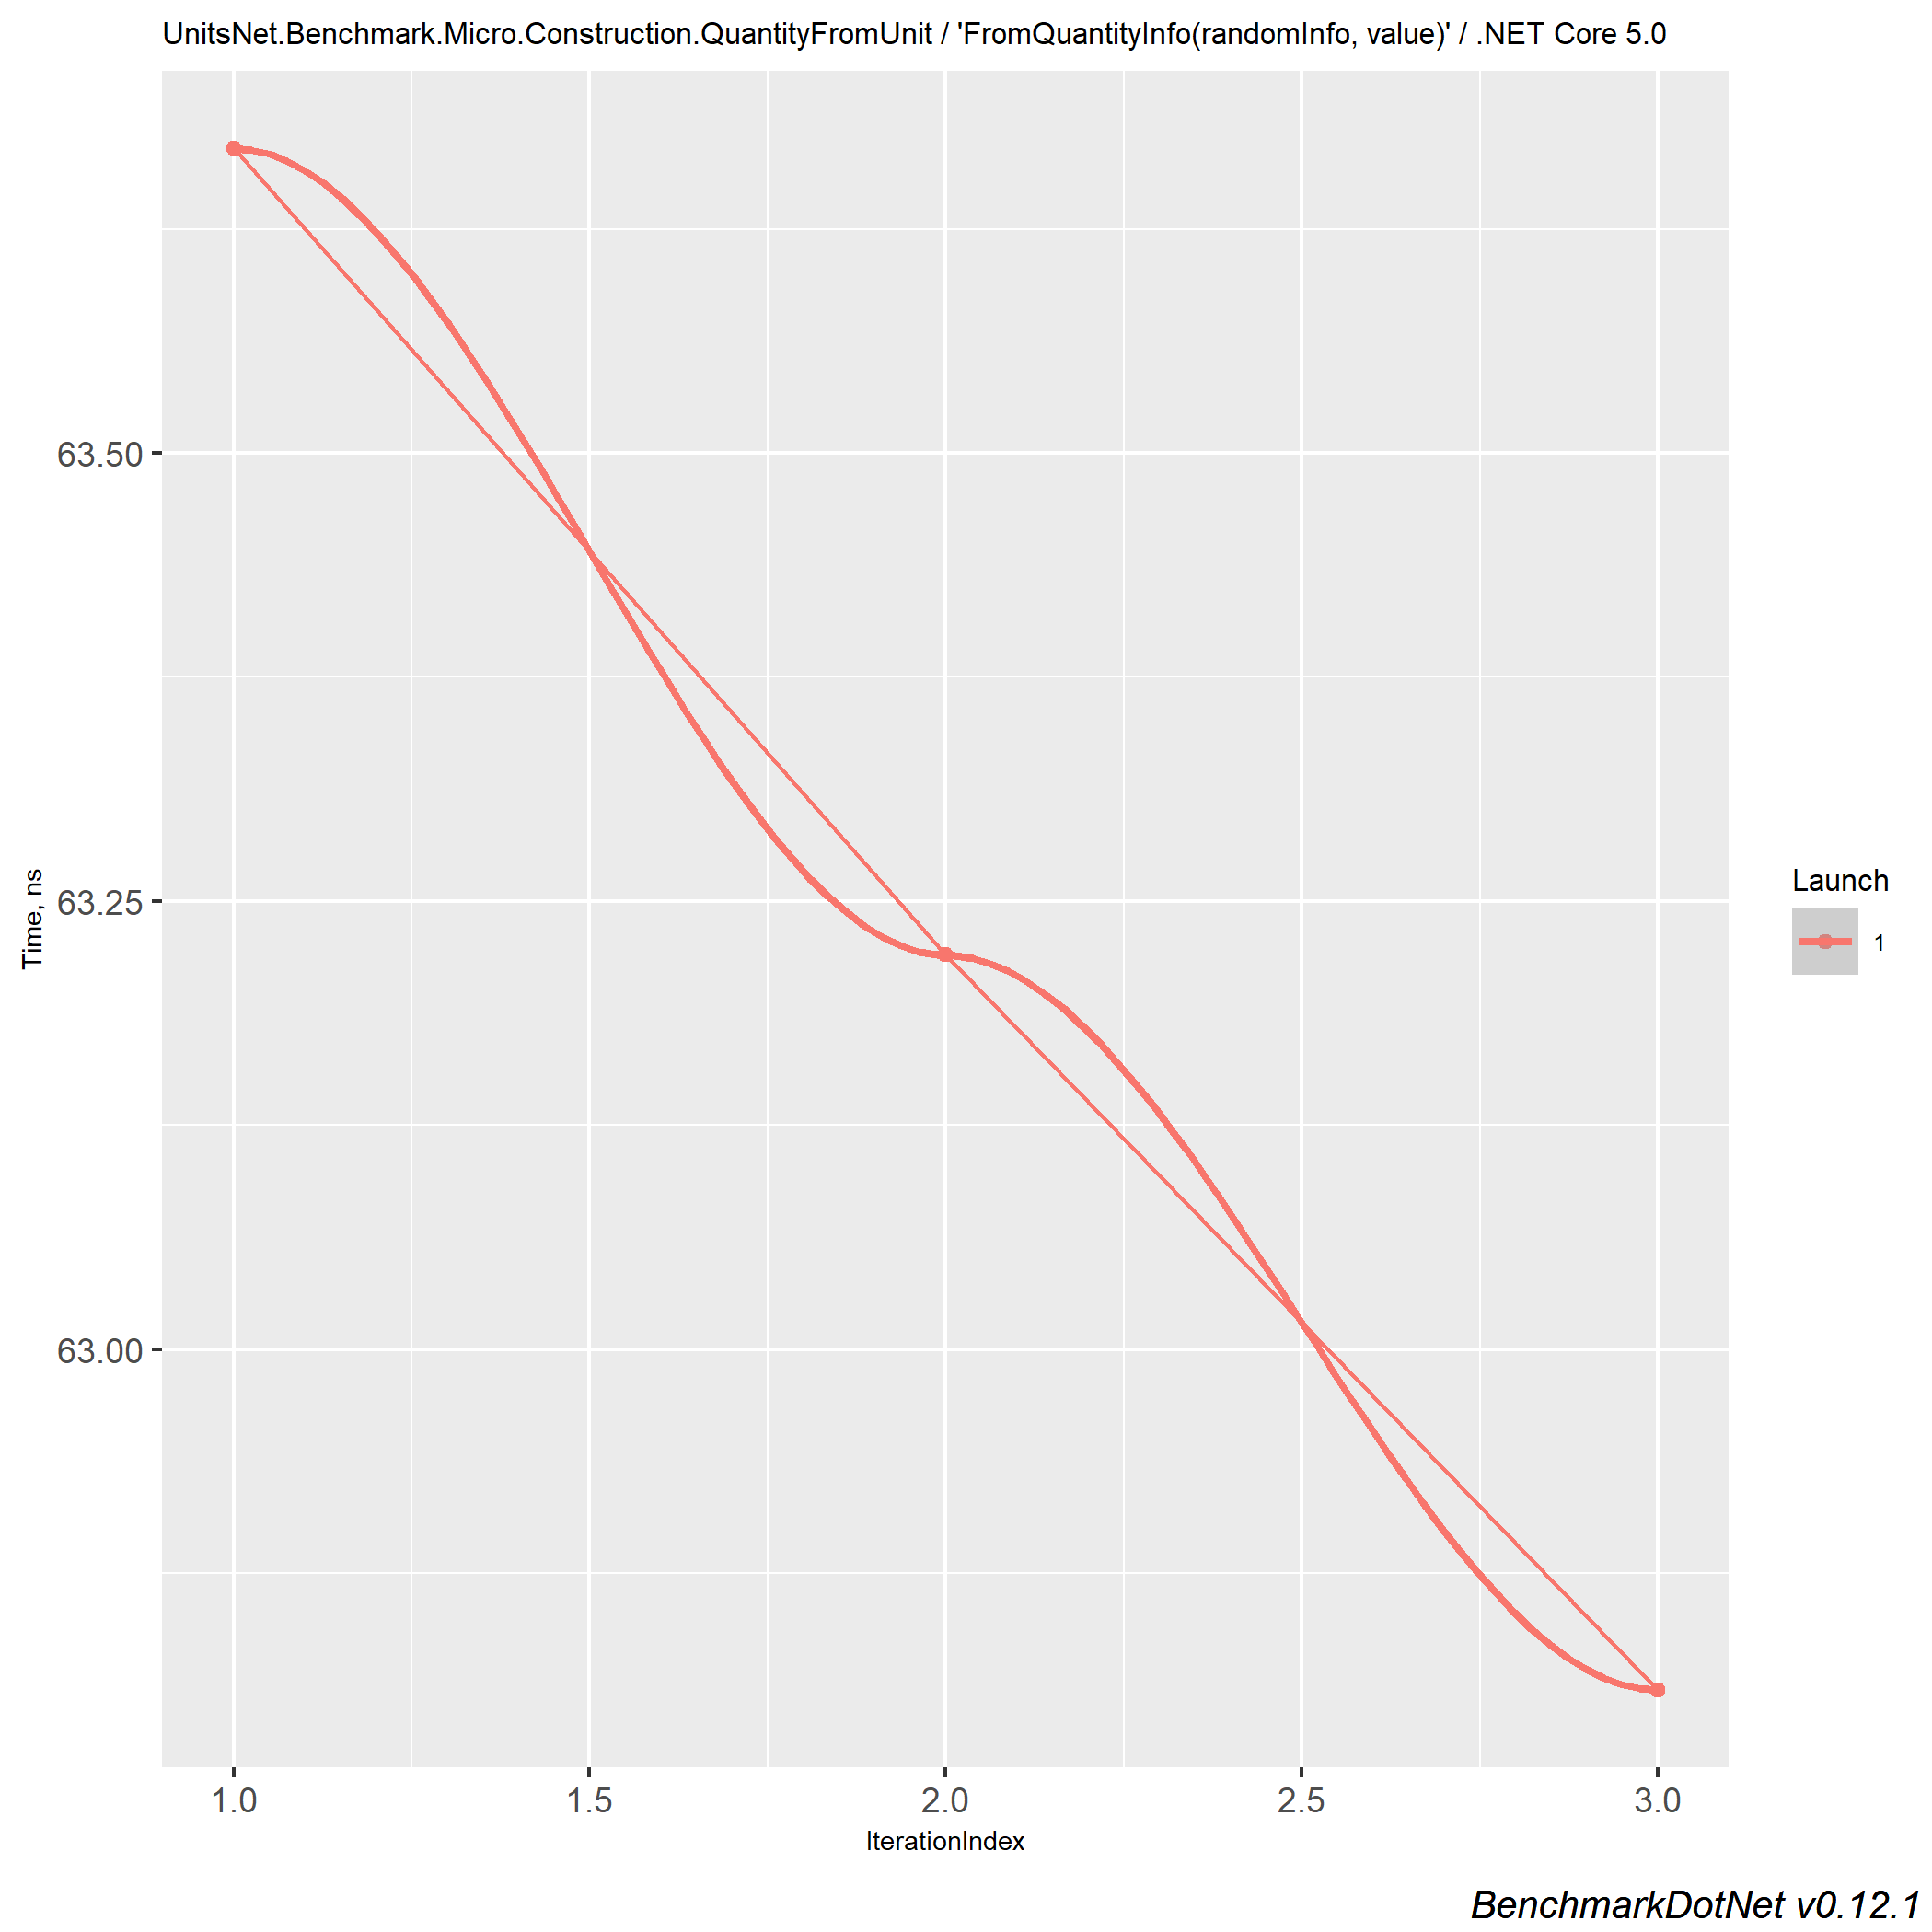 UnitsNet.Benchmark.Micro.Construction.QuantityFromUnit / 'FromQuantityInfo(randomInfo, value)' / .NET Core 5.0
63.50
63.25
63.00
Time, ns
1.0 1.5 2.0 2.5 3.0
IterationIndex
Launch
1
BenchmarkDotNet v0.12.1